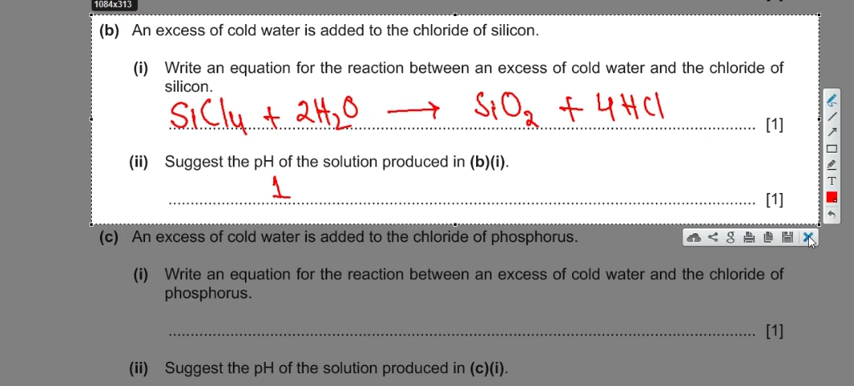 1084x313
(b) An excess of cold water is added to the chloride of silicon.
(i) Write an equation for the reaction between an excess of cold water and the chloride of
silicon.
SiCl4 + 2H2O → SiO2 + 4HCl
[1]
(ii) Suggest the pH of the solution produced in (b)(i).
1
[1]
(c) An excess of cold water is added to the chloride of phosphorus.
(i) Write an equation for the reaction between an excess of cold water and the chloride of
phosphorus.
[1]
(ii) Suggest the pH of the solution produced in (c)(i).